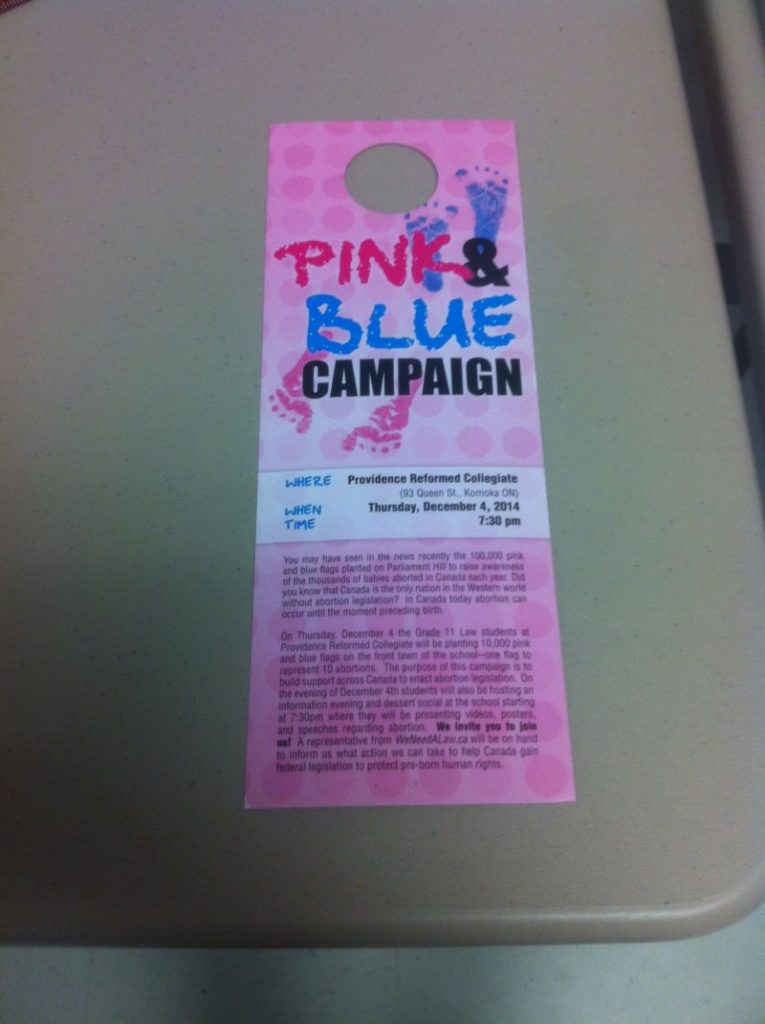 PINK &
BLUE
CAMPAIGN
WHERE Providence Reformed Collegiate
(93 Queen St., Komoka ON)
WHEN Thursday, December 4, 2014
TIME 7:30 pm
You may have seen in the news recently the 100,000 pink
and blue flags planted on Parliament Hill to raise awareness
of the thousands of babies aborted in Canada each year. Did
you know that Canada is the only nation in the Western world
without abortion legislation? In Canada today abortion can
occur until the moment preceding birth.
On Thursday, December 4 the Grade 11 Law students at
Providence Reformed Collegiate will be planting 10,000 pink
and blue flags on the front lawn of the school—one flag to
represent 10 abortions. The purpose of this campaign is to
build support across Canada to enact abortion legislation. On
the evening of December 4th students will also be hosting an
information evening and dessert social at the school starting
at 7:30pm where they will be presenting videos, posters,
and speeches regarding abortion. We invite you to join
us! A representative from WeNeedALaw.ca will be on hand
to inform us what action we can take to help Canada gain
federal legislation to protect pre-born human rights.